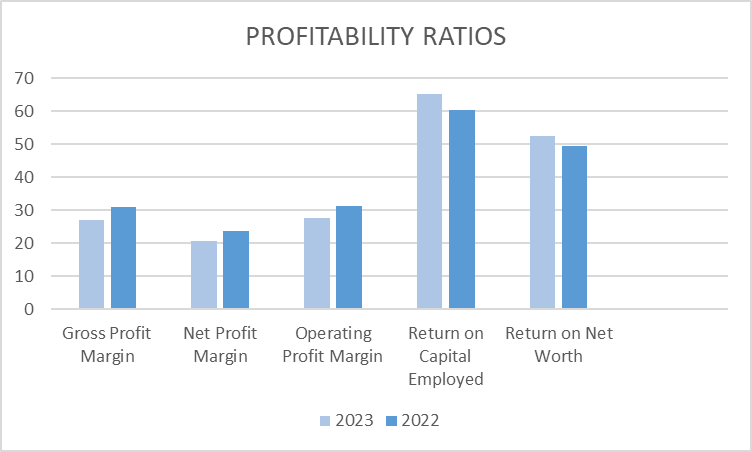 PROFITABILITY RATIOS
70
60
50
40
30
20
10
0
Gross Profit
Margin
Net Profit
Margin
Operating
Profit Margin
Return on
Capital
Employed
Return on Net
Worth
2023
2022